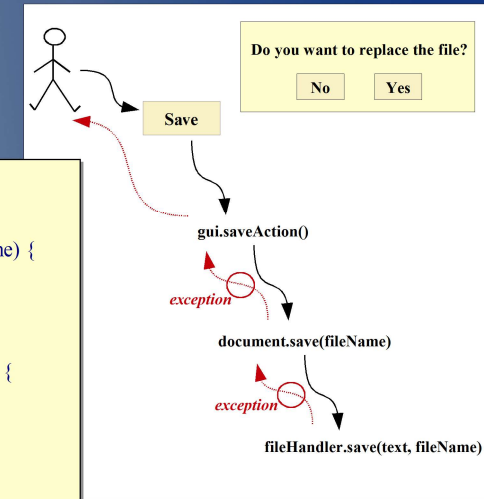 Do you want to replace the file?
No Yes
Save
gui.saveAction()
exception
document.save(fileName)
exception
fileHandler.save(text, fileName)
) {
{